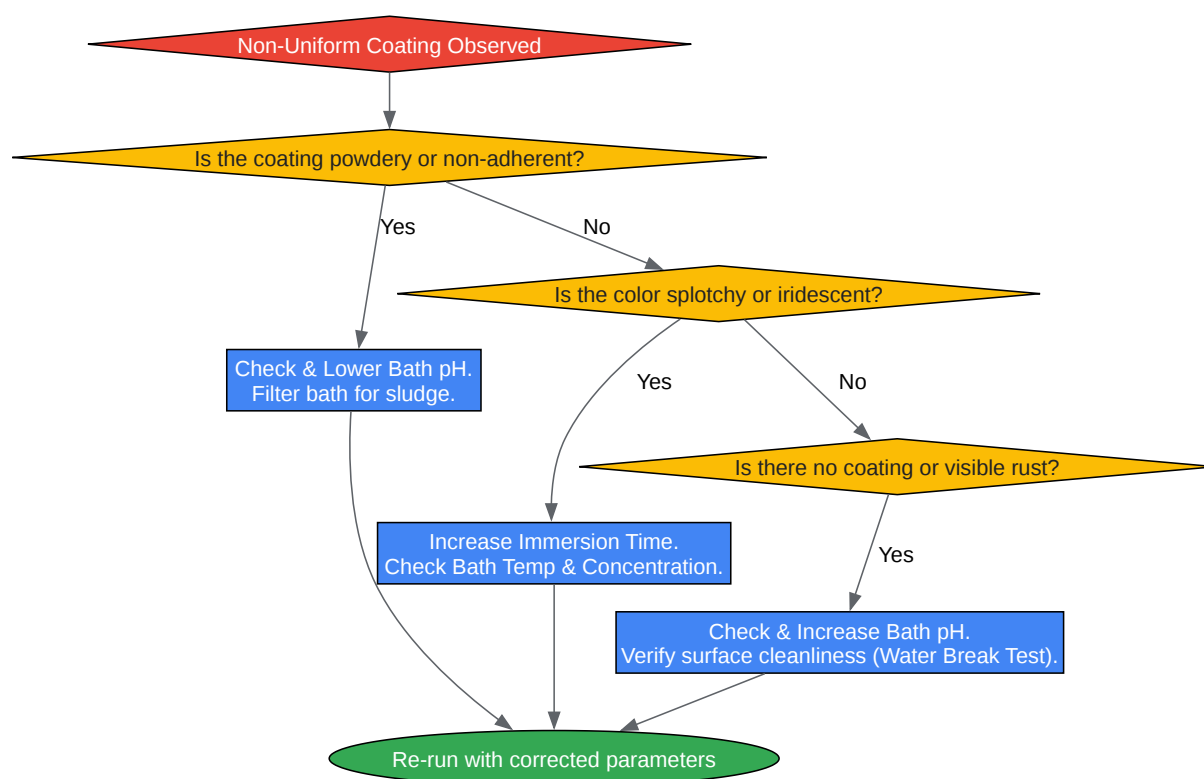 Non-Uniform Coating Observed
Is the coating powdery or non-adherent?
Yes
No
Is the color splotchy or iridescent?
Check & Lower Bath pH.
Filter bath for sludge.
Yes
No
Is there no coating or visible rust?
Increase Immersion Time.
Check Bath Temp & Concentration.
Yes
Check & Increase Bath pH.
Verify surface cleanliness (Water Break Test).
Re-run with corrected parameters